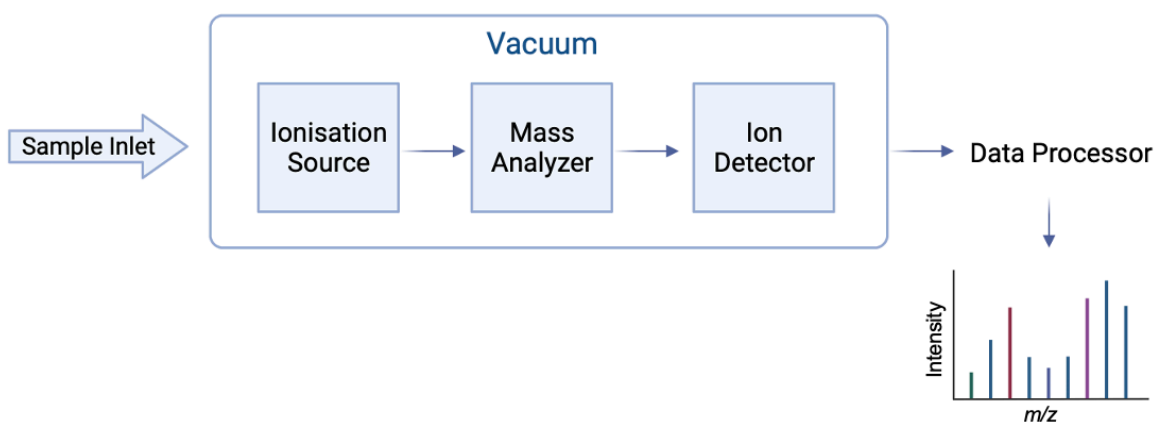 Vacuum
Sample Inlet
Ionisation
Source
Mass
Analyzer
Ion
Detector
Data Processor
Intensity
m/z